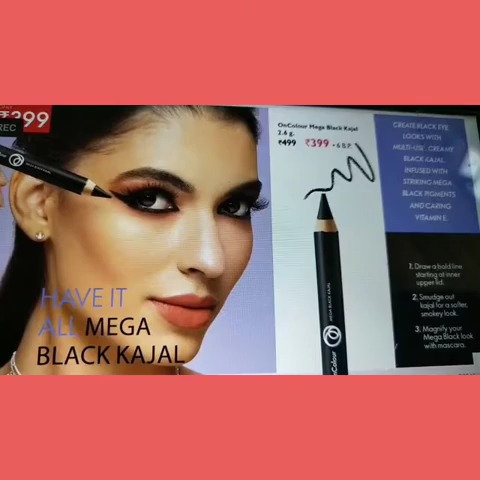 ₹399
REC
HAVE IT
ALL MEGA
BLACK KAJAL
OnColour Mega Black Kajal
2.6 g.
₹499 ₹399 - 6 B.P.
OnColour
CREATE BLACK EYE
LOOKS WITH
MULTI-USE, CREAMY
BLACK KAJAL.
INFUSED WITH
STRIKING MEGA
BLACK PIGMENTS
AND CARING
VITAMIN E.
1. Draw a bold line
starting at inner
upper lid.
2. Smudge out
kajal for a softer,
smokey look.
3. Magnify your
Mega Black look
with mascara.